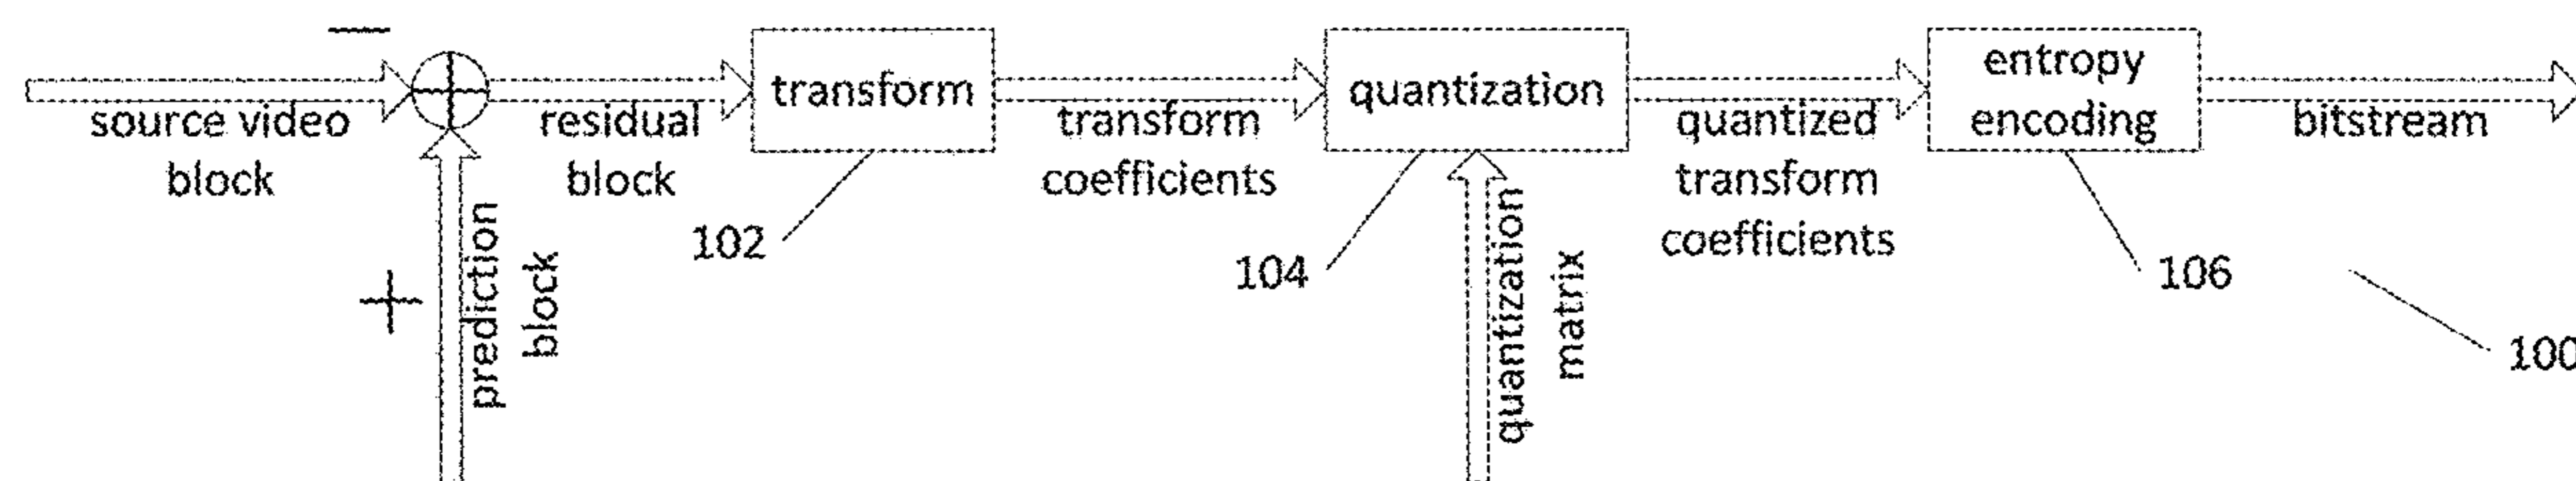 −
source video
block
+
prediction
block
residual
block
transform
102
transform
coefficients
quantization
104
quantization
matrix
quantized
transform
coefficients
entropy
encoding
106
bitstream
100